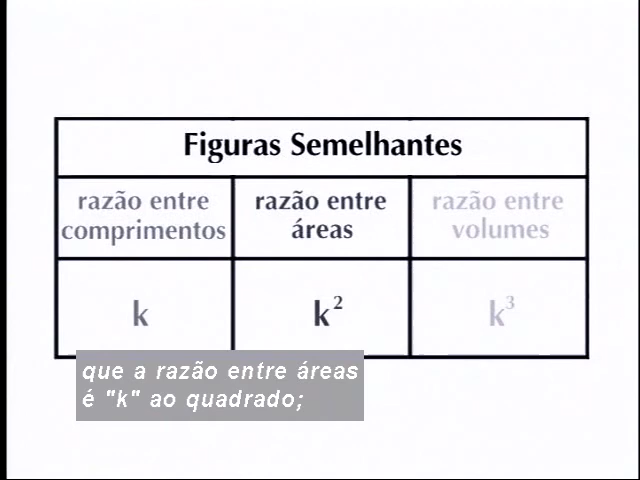 Figuras Semelhantes
razão entre comprimentos
razão entre áreas
razão entre volumes
k
k²
k³
que a razão entre áreas
é "k" ao quadrado;